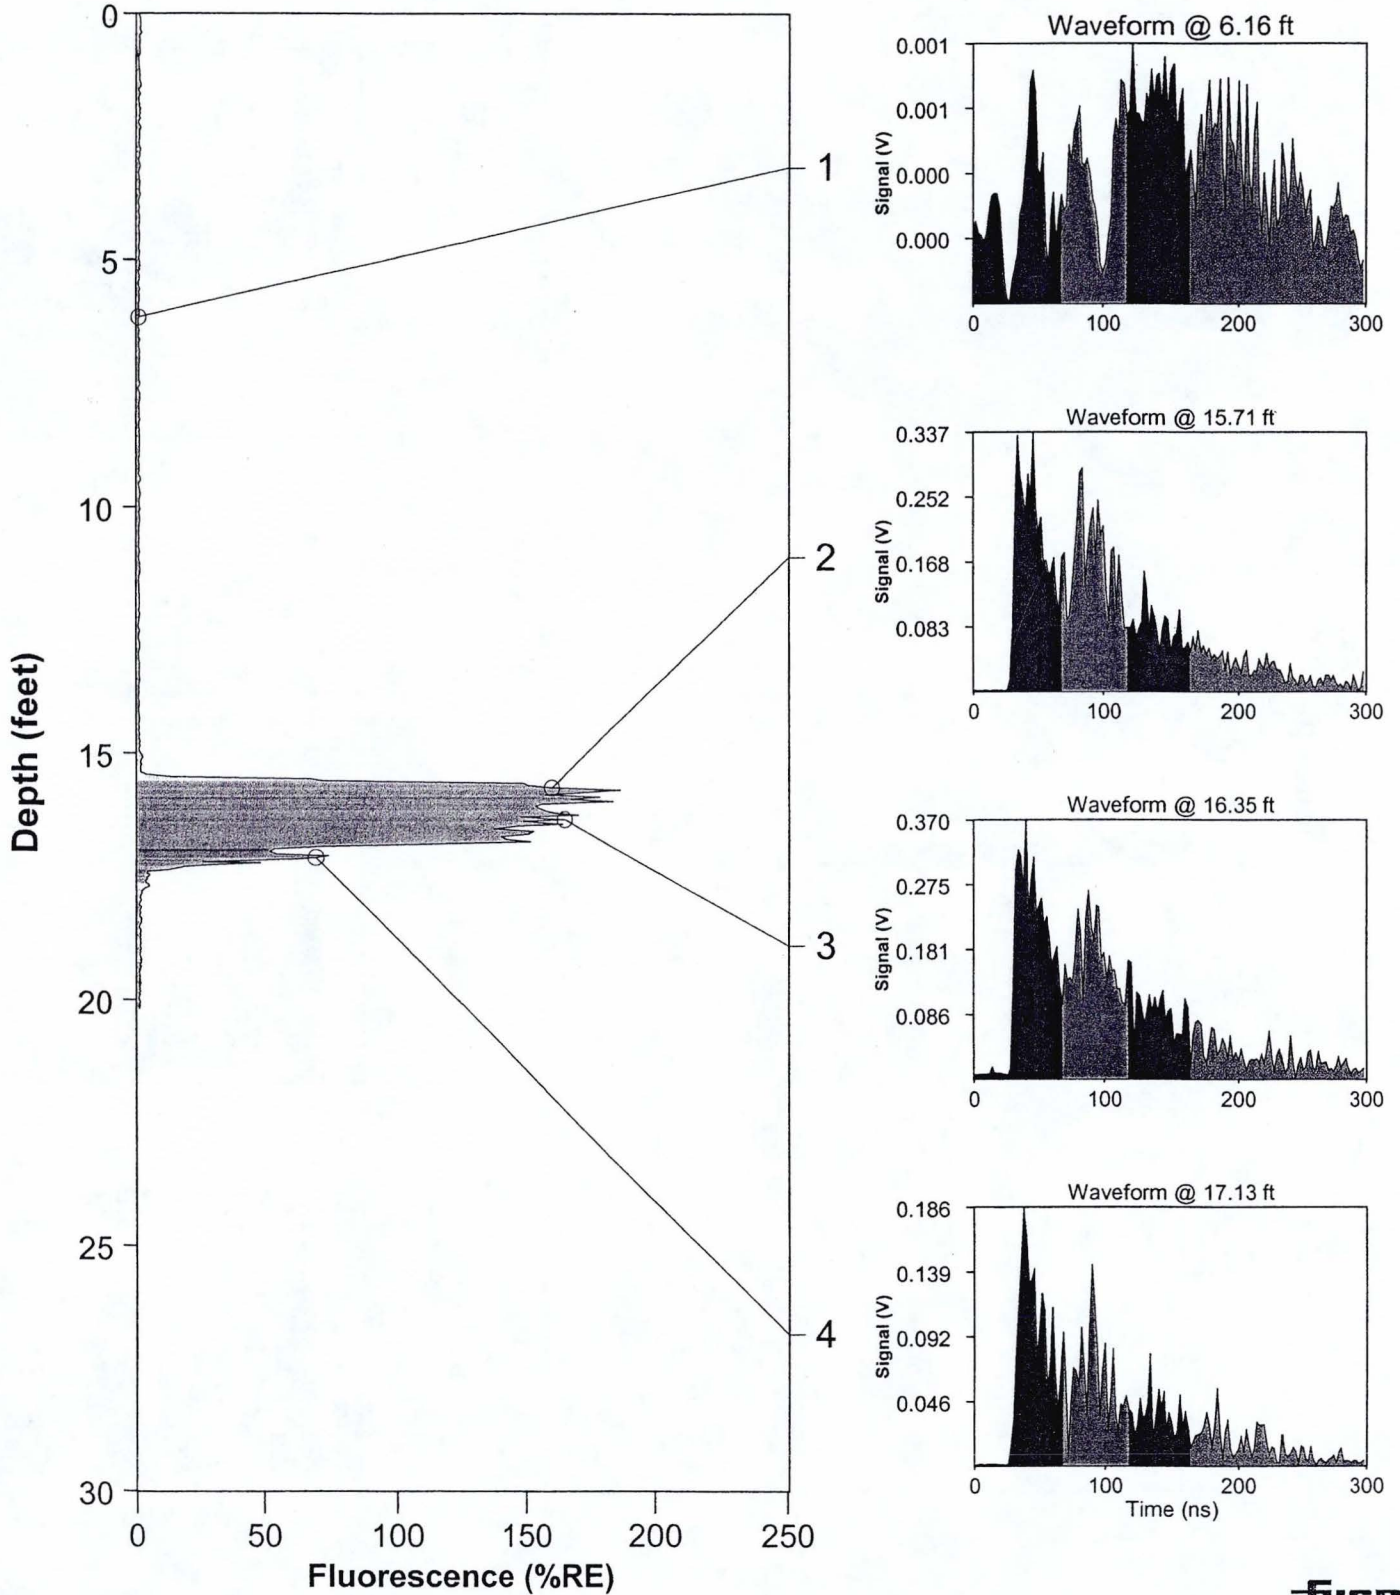 Depth (feet)
0
5
10
15
20
25
30
0 50 100 150 200 250
Fluorescence (%RE)
1
2
3
4
Waveform @ 6.16 ft
Signal (V)
0.001
0.001
0.000
0.000
0 100 200 300
Waveform @ 15.71 ft
Signal (V)
0.337
0.252
0.168
0.083
0 100 200 300
Waveform @ 16.35 ft
Signal (V)
0.370
0.275
0.181
0.086
0 100 200 300
Waveform @ 17.13 ft
Signal (V)
0.186
0.139
0.092
0.046
0 100 200 300
Time (ns)